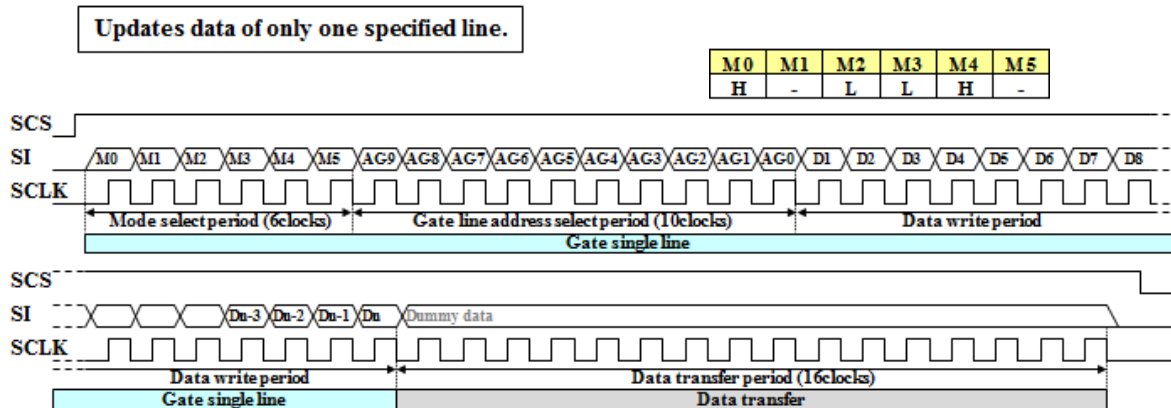 Updates data of only one specified line.
M0 M1 M2 M3 M4 M5
H - L L H -
SCS
SI M0 M1 M2 M3 M4 M5 AG9 AG8 AG7 AG6 AG5 AG4 AG3 AG2 AG1 AG0 D1 D2 D3 D4 D5 D6 D7 D8
SCLK
Mode select period (6clocks) Gate line address select period (10clocks) Data write period
Gate single line
SCS
SI Dn-3 Dn-2 Dn-1 Dn Dummy data
SCLK
Data write period Data transfer period (16clocks)
Gate single line Data transfer